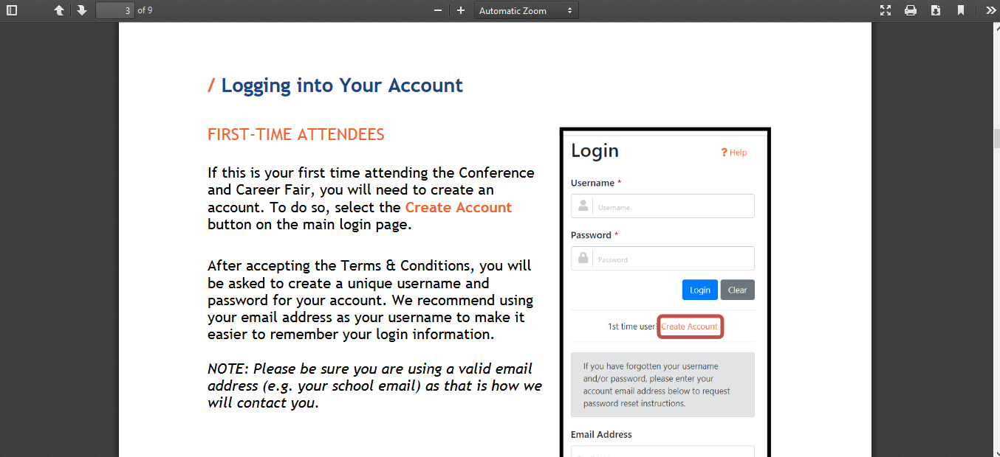 3 of 9
Automatic Zoom
/ Logging into Your Account
FIRST-TIME ATTENDEES
If this is your first time attending the Conference
and Career Fair, you will need to create an
account. To do so, select the Create Account
button on the main login page.
After accepting the Terms & Conditions, you will
be asked to create a unique username and
password for your account. We recommend using
your email address as your username to make it
easier to remember your login information.
NOTE: Please be sure you are using a valid email
address (e.g. your school email) as that is how we
will contact you.
Login
? Help
Username *
Username
Password *
Password
Login Clear
1st time user Create Account
If you have forgotten your username
and/or password, please enter your
account email address below to request
password reset instructions.
Email Address